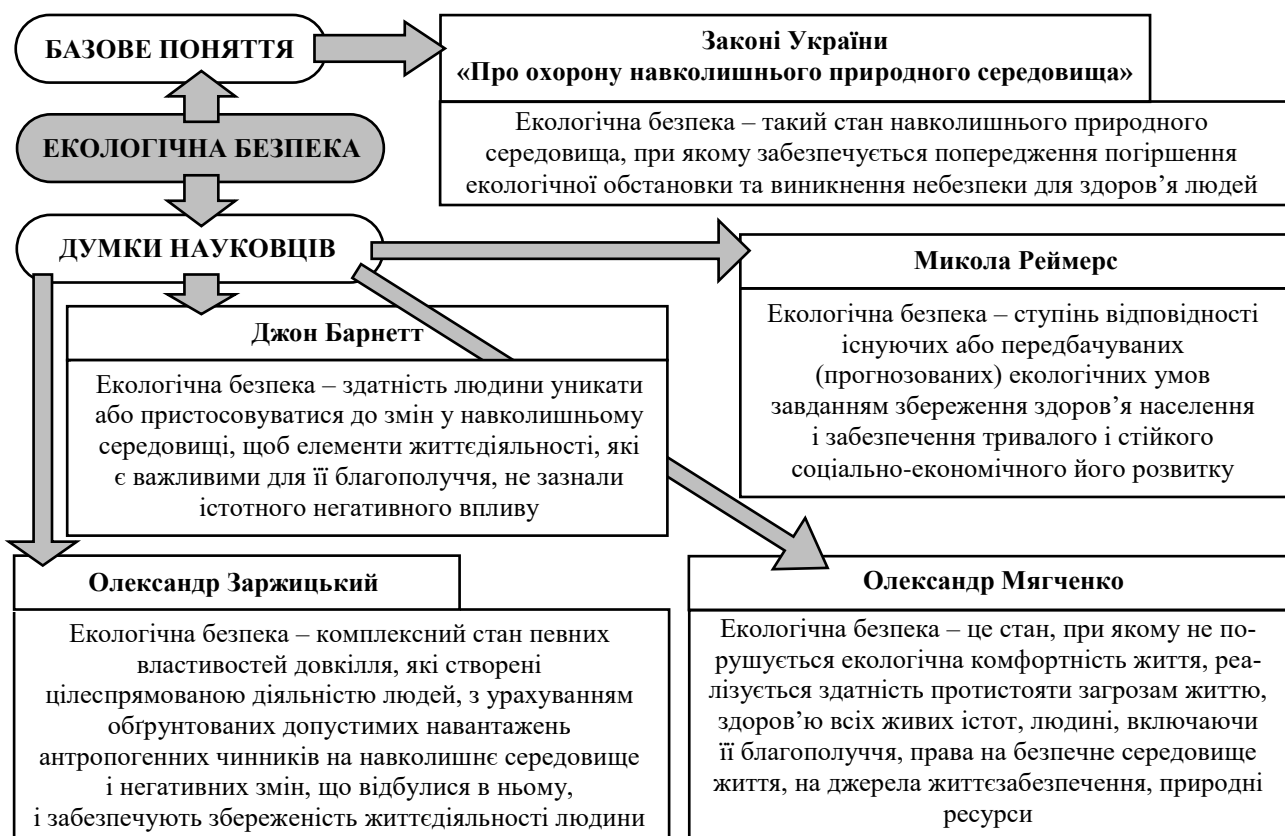 БАЗОВЕ ПОНЯТТЯ
Законі України
«Про охорону навколишнього природного середовища»
Екологічна безпека – такий стан навколишнього природного
середовища, при якому забезпечується попередження погіршення
екологічної обстановки та виникнення небезпеки для здоров’я людей
ЕКОЛОГІЧНА БЕЗПЕКА
ДУМКИ НАУКОВЦІВ
Микола Реймерс
Екологічна безпека – ступінь відповідності
існуючих або передбачуваних
(прогнозованих) екологічних умов
завданням збереження здоров’я населення
і забезпечення тривалого і стійкого
соціально-економічного його розвитку
Джон Барнетт
Екологічна безпека – здатність людини уникати
або пристосовуватися до змін у навколишньому
середовищі, щоб елементи життєдіяльності, які
є важливими для її благополуччя, не зазнали
істотного негативного впливу
Олександр Заржицький
Екологічна безпека – комплексний стан певних
властивостей довкілля, які створені
цілеспрямованою діяльністю людей, з урахуванням
обґрунтованих допустимих навантажень
антропогенних чинників на навколишнє середовище
і негативних змін, що відбулися в ньому,
і забезпечують збереженість життєдіяльності людини
Олександр Мягченко
Екологічна безпека – це стан, при якому не по-
рушується екологічна комфортність життя, реа-
лізується здатність протистояти загрозам життю,
здоров’ю всіх живих істот, людині, включаючи
її благополуччя, права на безпечне середовище
життя, на джерела життєзабезпечення, природні
ресурси